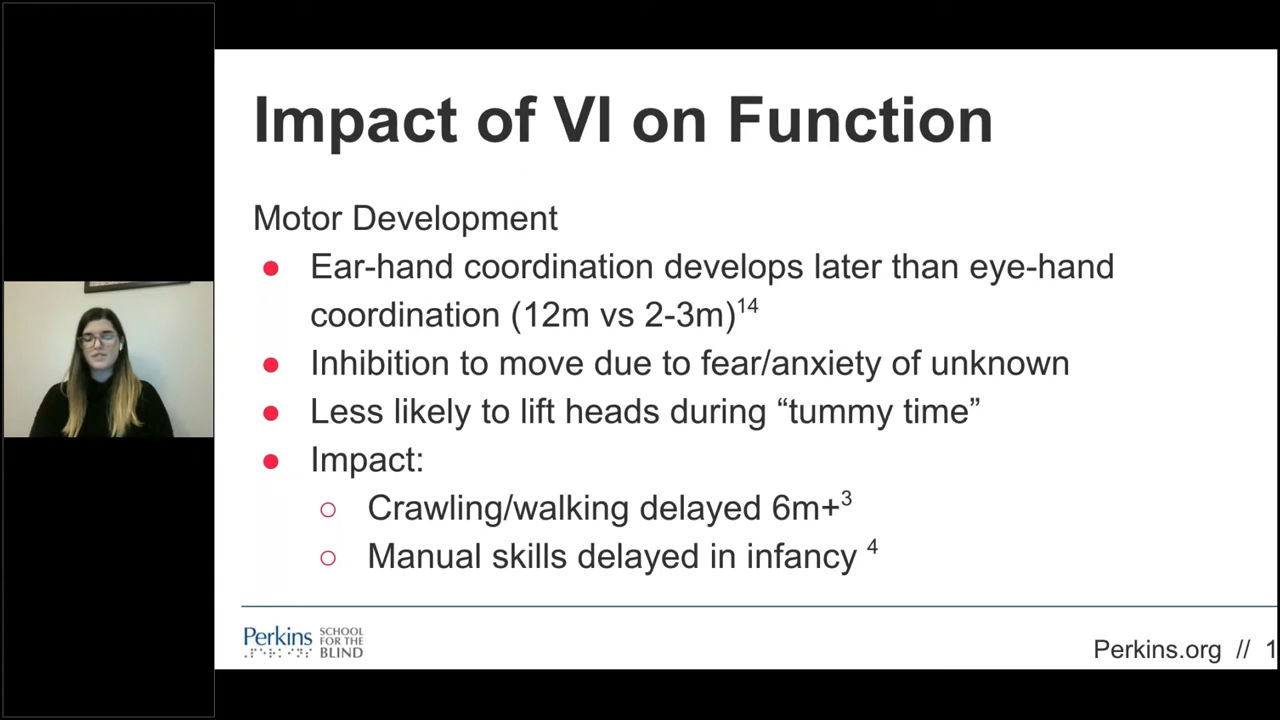 Impact of VI on Function
Motor Development
● Ear-hand coordination develops later than eye-hand
coordination (12m vs 2-3m)14
● Inhibition to move due to fear/anxiety of unknown
● Less likely to lift heads during “tummy time”
● Impact:
○ Crawling/walking delayed 6m+3
○ Manual skills delayed in infancy 4
Perkins SCHOOL
FOR THE
BLIND
Perkins.org // 1